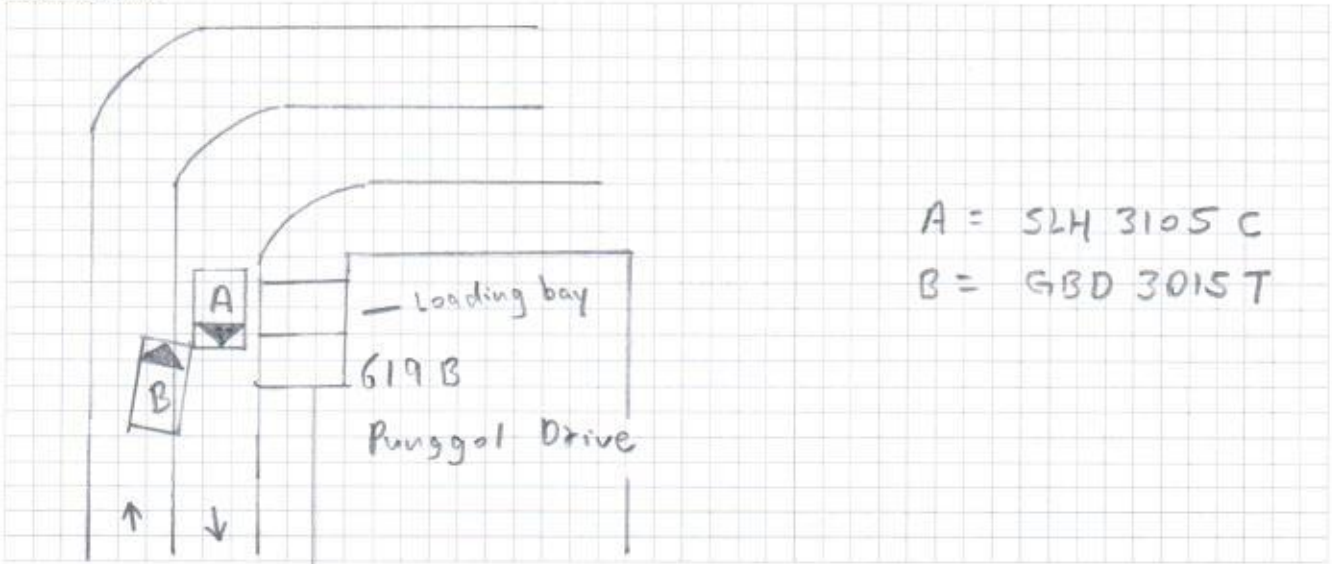 A = SLH 3105 C
B = GBD 3015 T
A
Loading bay
619 B
B
Punggol Drive